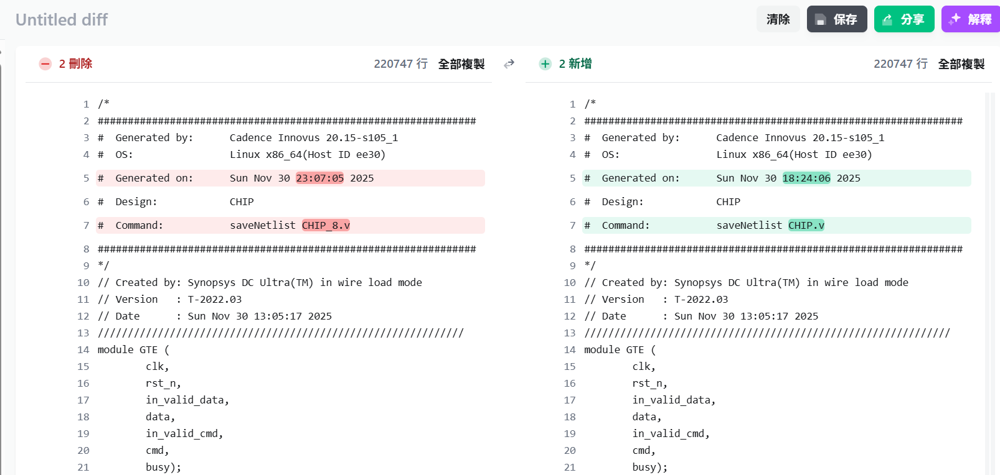 Untitled diff
清除 保存 分享 解釋
2 刪除 220747 行 全部複製
2 新增 220747 行 全部複製
1 /*
2 ###############################################################
3 #  Generated by:      Cadence Innovus 20.15-s105_1
4 #  OS:                Linux x86_64(Host ID ee30)
5 #  Generated on:      Sun Nov 30 23:07:05 2025
6 #  Design:            CHIP
7 #  Command:           saveNetlist CHIP_8.v
8 ###############################################################
9 */
10 // Created by: Synopsys DC Ultra(TM) in wire load mode
11 // Version   : T-2022.03
12 // Date      : Sun Nov 30 13:05:17 2025
13 /////////////////////////////////////////////////////////////
14 module GTE (
15         clk,
16         rst_n,
17         in_valid_data,
18         data,
19         in_valid_cmd,
20         cmd,
21         busy);
1 /*
2 ###############################################################
3 #  Generated by:      Cadence Innovus 20.15-s105_1
4 #  OS:                Linux x86_64(Host ID ee30)
5 #  Generated on:      Sun Nov 30 18:24:06 2025
6 #  Design:            CHIP
7 #  Command:           saveNetlist CHIP.v
8 ###############################################################
9 */
10 // Created by: Synopsys DC Ultra(TM) in wire load mode
11 // Version   : T-2022.03
12 // Date      : Sun Nov 30 13:05:17 2025
13 /////////////////////////////////////////////////////////////
14 module GTE (
15         clk,
16         rst_n,
17         in_valid_data,
18         data,
19         in_valid_cmd,
20         cmd,
21         busy);